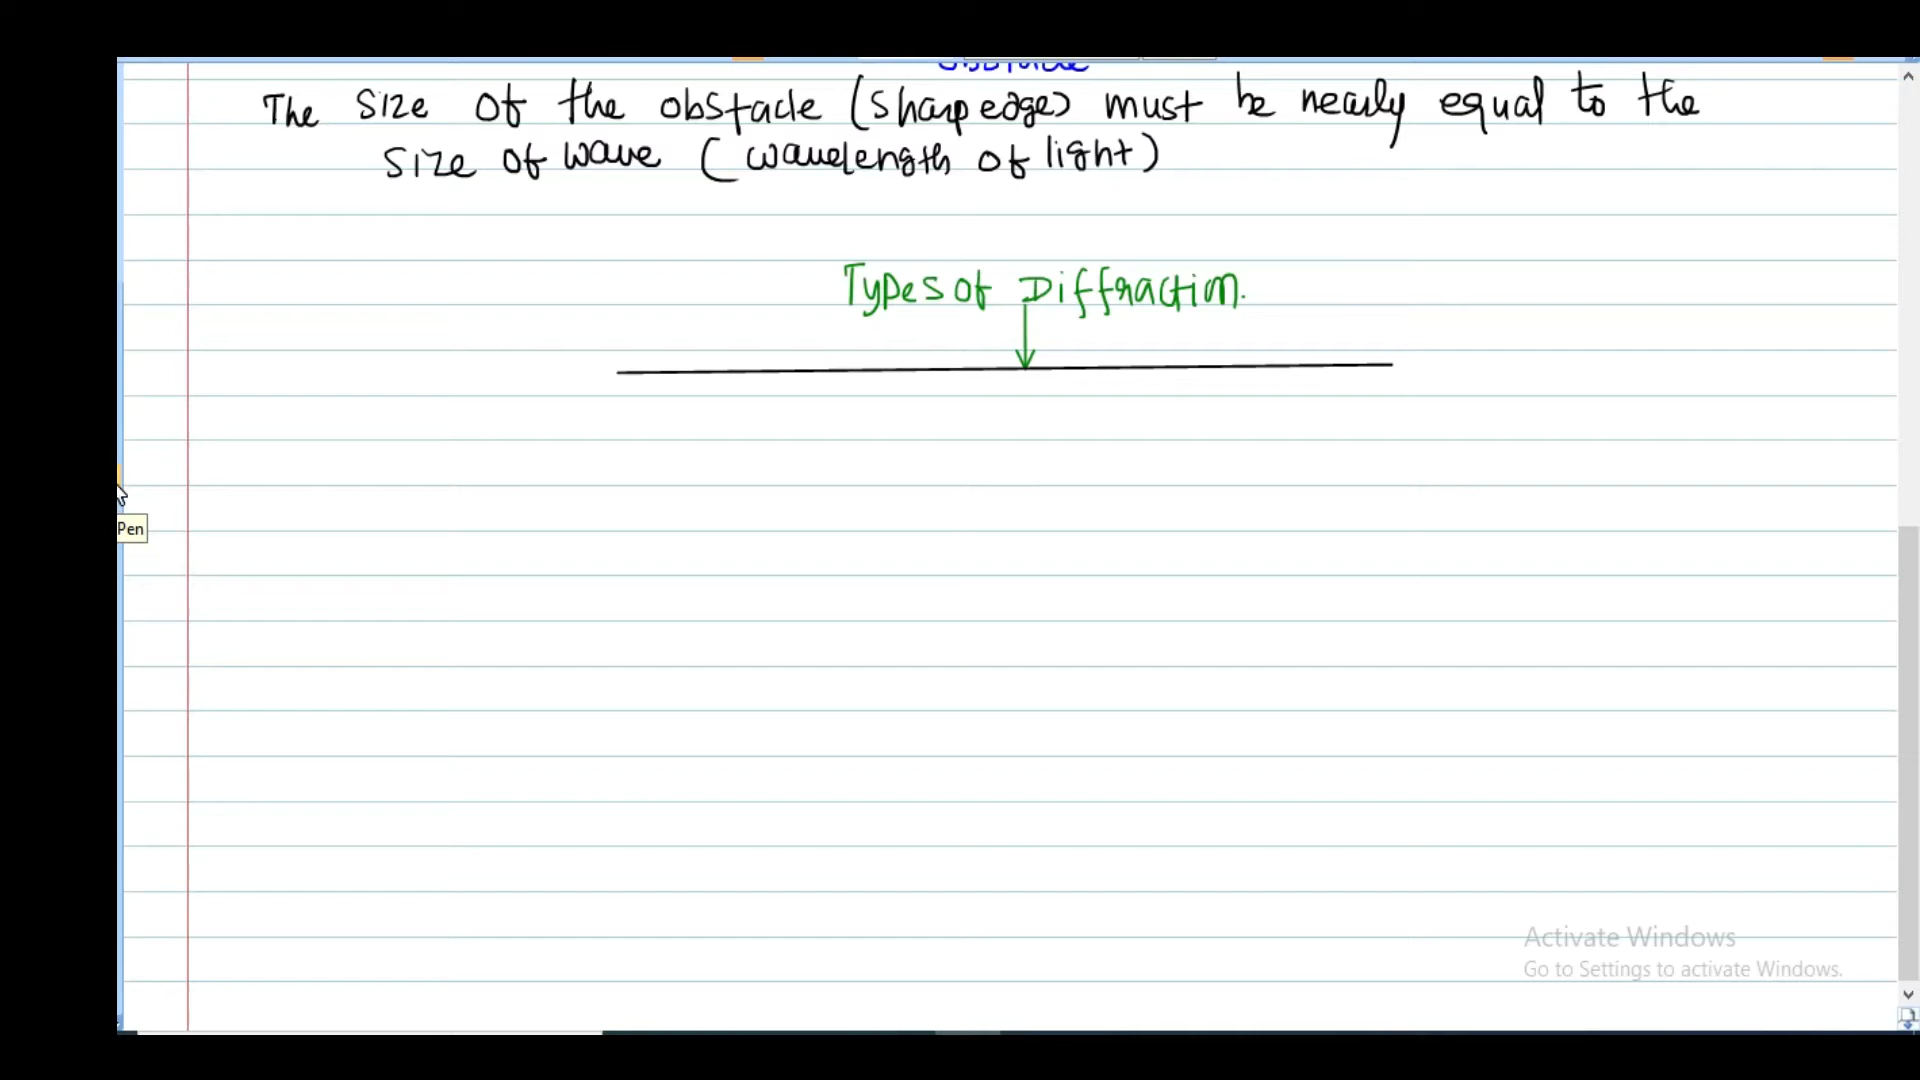 The size of the obstacle (sharp edge) must be nearly equal to the
size of wave (wavelength of light)
Types of Diffraction.
Pen
Activate Windows
Go to Settings to activate Windows.